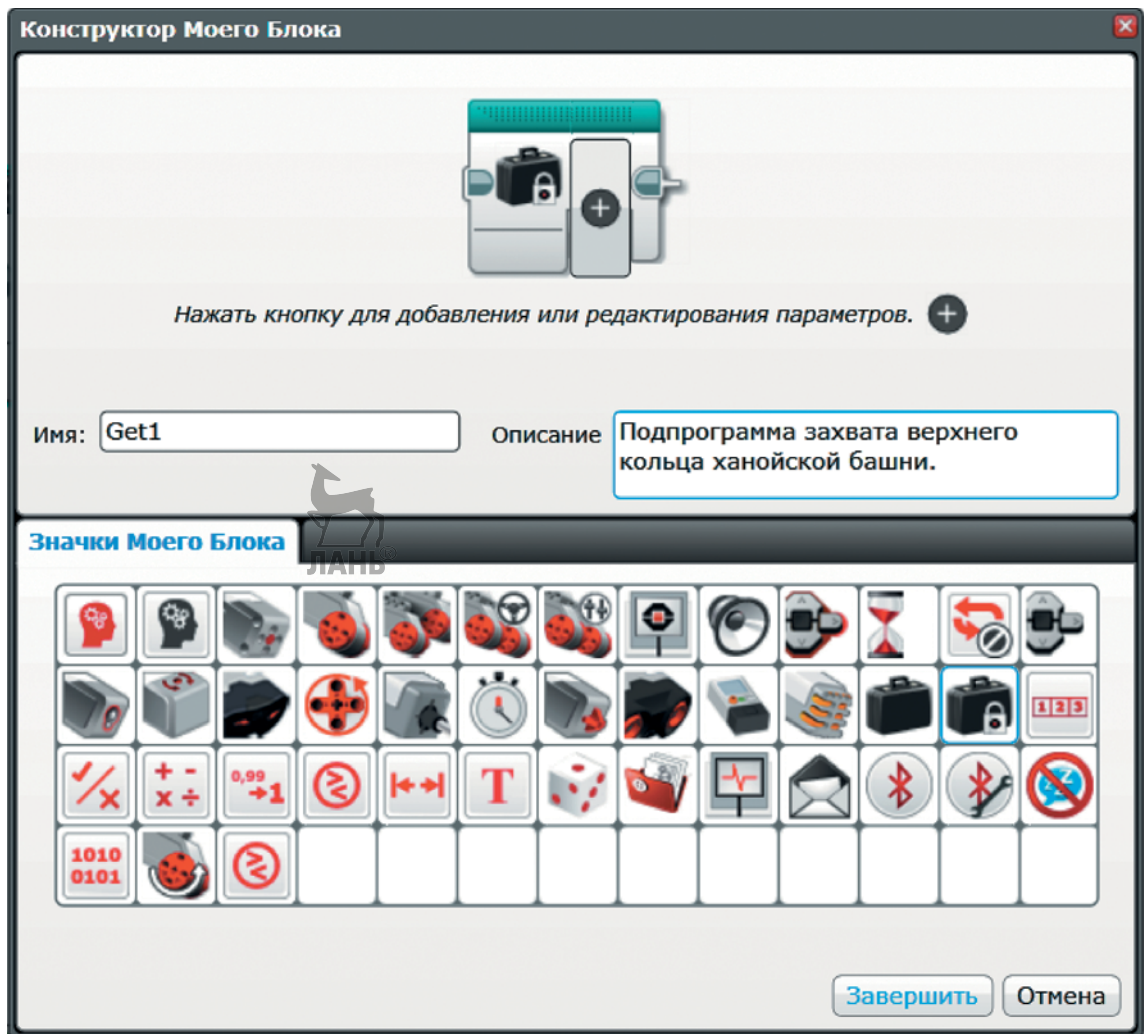 Конструктор Моего Блока
Нажать кнопку для добавления или редактирования параметров.
Имя:
Get1
Описание
Подпрограмма захвата верхнего
кольца ханойской башни.
ЛАНЬ®
Значки Моего Блока
1 2 3
+ -
x ÷
0,99
→1
T
z z
1010
0101
Завершить
Отмена